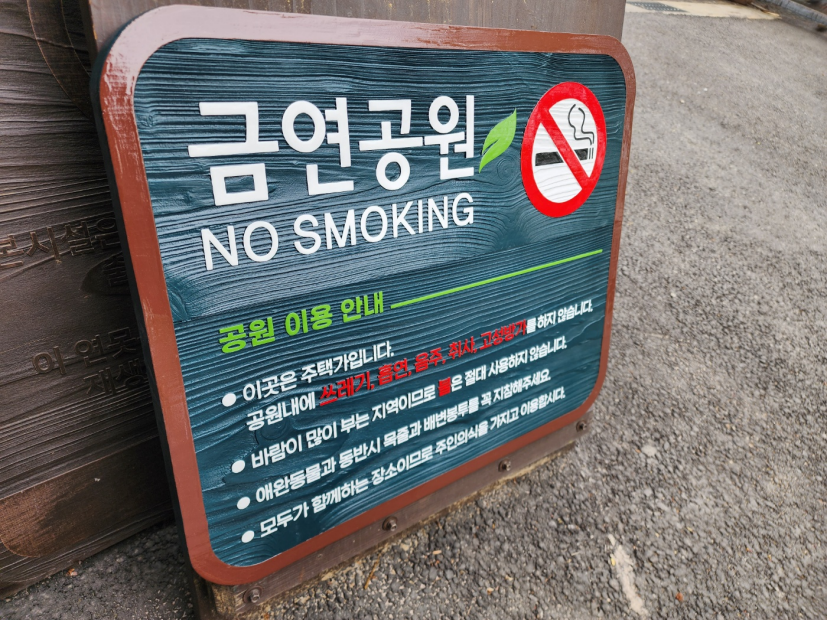 금연공원
NO SMOKING
공원 이용 안내
● 이곳은 주택가입니다.
공원내에 쓰레기, 흡연, 음주, 취사, 고성방가를 하지 않습니다.
● 바람이 많이 부는 지역이므로 불은 절대 사용하지 않습니다.
● 애완동물과 동반시 목줄과 배변봉투를 꼭 지침해주세요.
● 모두가 함께하는 장소이므로 주인의식을 가지고 이용합시다.